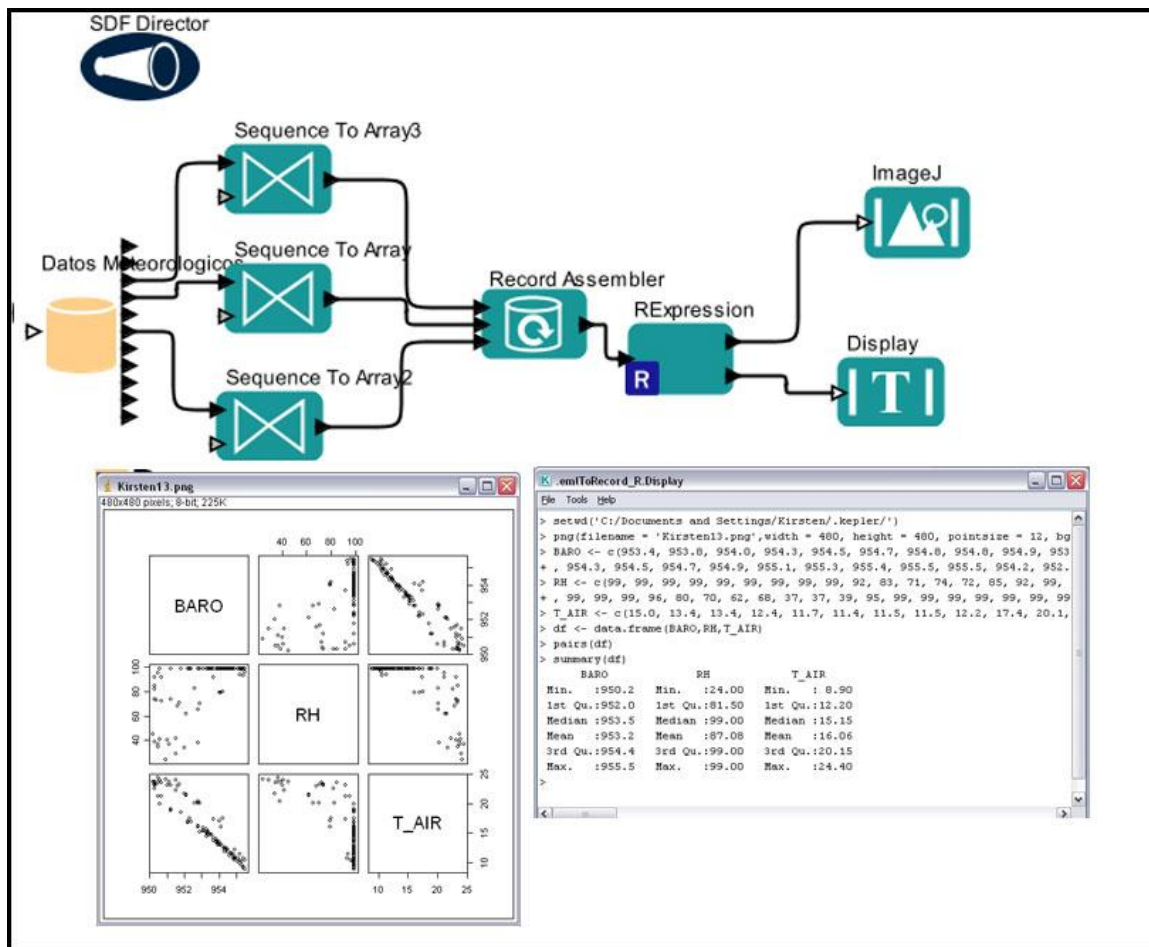 SDF Director
Sequence To Array3
ImageJ
Sequence To Array
Datos Meteorologicos
Record Assembler
RExpression
R
Display
T
Sequence To Array2
Kirsten13.png
480x480 pixels; 8-bit; 225K
40 60 80 100
BARO
950 952 954
40 60 80 100
RH
T_AIR
10 15 20 25
950 952 954
10 15 20 25
.emlToRecord_R.Display
File Tools Help
> setwd('C:/Documents and Settings/Kirsten/.kepler/')
> png(filename = 'Kirsten13.png',width = 480, height = 480, pointsize = 12, bg
> BARO <- c(953.4, 953.8, 954.0, 954.3, 954.5, 954.7, 954.8, 954.8, 954.9, 953
+ , 954.3, 954.5, 954.7, 954.9, 955.1, 955.3, 955.4, 955.5, 955.5, 954.2, 952.
> RH <- c(99, 99, 99, 99, 99, 99, 99, 99, 99, 92, 83, 71, 74, 72, 85, 92, 99,
+ , 99, 99, 99, 96, 80, 70, 62, 68, 37, 37, 39, 95, 99, 99, 99, 99, 99, 99, 99
> T_AIR <- c(15.0, 13.4, 13.4, 12.4, 11.7, 11.4, 11.5, 11.5, 12.2, 17.4, 20.1,
> df <- data.frame(BARO,RH,T_AIR)
> pairs(df)
> summary(df)
BARO RH T_AIR
Min. :950.2 Min. :24.00 Min. : 8.90
1st Qu.:952.0 1st Qu.:81.50 1st Qu.:12.20
Median :953.5 Median :99.00 Median :15.15
Mean :953.2 Mean :87.08 Mean :16.06
3rd Qu.:954.4 3rd Qu.:99.00 3rd Qu.:20.15
Max. :955.5 Max. :99.00 Max. :24.40
>